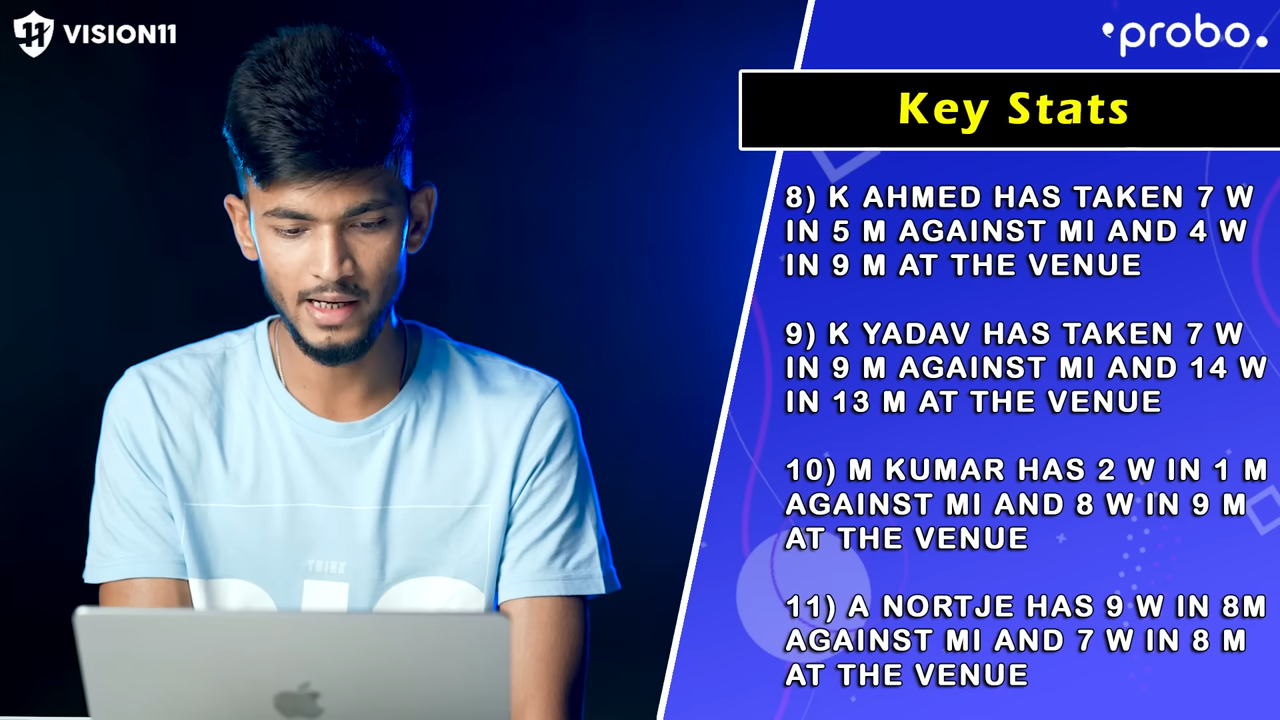 VISION11
probo.
Key Stats
8) K AHMED HAS TAKEN 7 W
IN 5 M AGAINST MI AND 4 W
IN 9 M AT THE VENUE
9) K YADAV HAS TAKEN 7 W
IN 9 M AGAINST MI AND 14 W
IN 13 M AT THE VENUE
10) M KUMAR HAS 2 W IN 1 M
AGAINST MI AND 8 W IN 9 M
AT THE VENUE
11) A NORTJE HAS 9 W IN 8M
AGAINST MI AND 7 W IN 8 M
AT THE VENUE
THINK